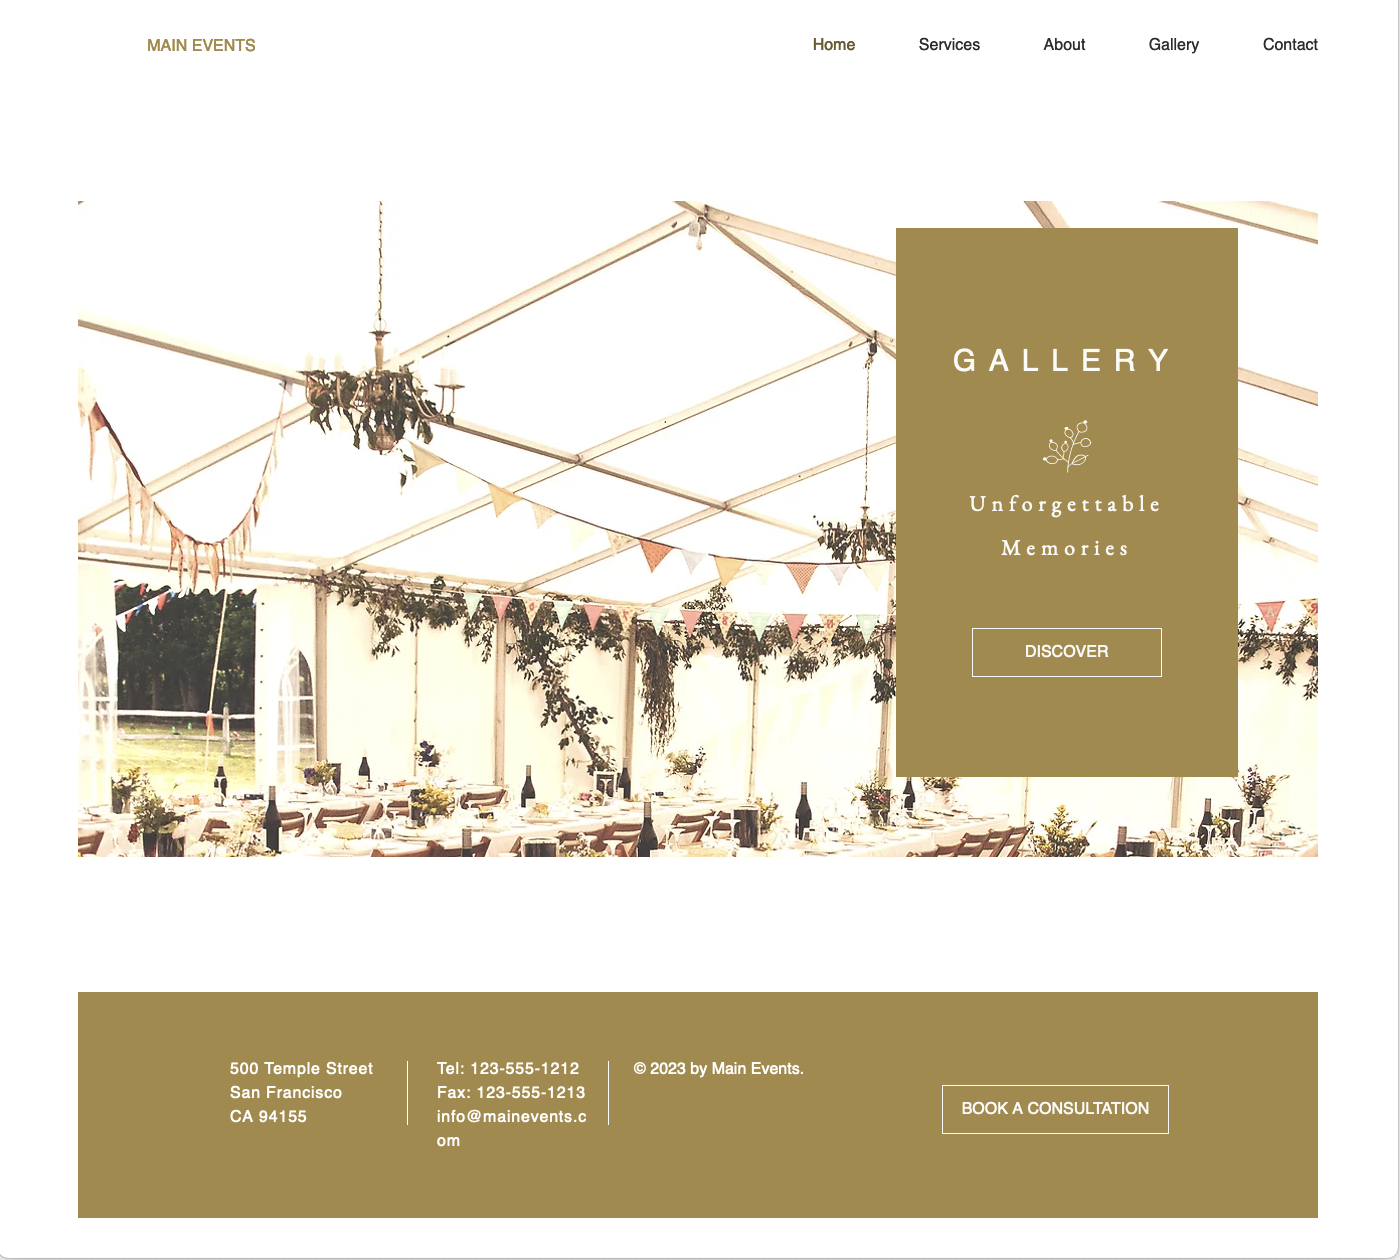 MAIN EVENTS
Home
Services
About
Gallery
Contact
GALLERY
Unforgettable
Memories
DISCOVER
500 Temple Street
San Francisco
CA 94155
Tel: 123-555-1212
Fax: 123-555-1213
info@mainevents.c
om
© 2023 by Main Events.
BOOK A CONSULTATION